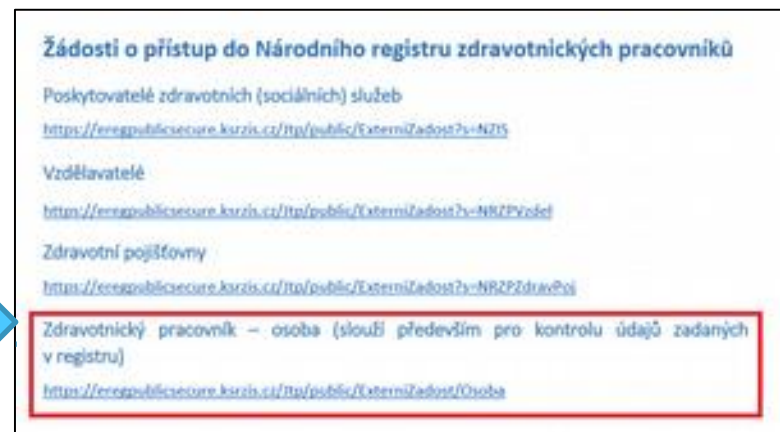 Žádosti o přístup do Národního registru zdravotnických pracovníků
Poskytovatelé zdravotních (sociálních) služeb
https://eregpublicsecure.ksrzis.cz/Jtp/public/ExterniZadost?s=NZIS
Vzdělavatelé
https://eregpublicsecure.ksrzis.cz/Jtp/public/ExterniZadost?s=NRZPVzdel
Zdravotní pojišťovny
https://eregpublicsecure.ksrzis.cz/Jtp/public/ExterniZadost?s=NRZPZdravPoj
Zdravotnický pracovník – osoba (slouží především pro kontrolu údajů zadaných
v registru)
https://eregpublicsecure.ksrzis.cz/Jtp/public/ExterniZadost/Osoba